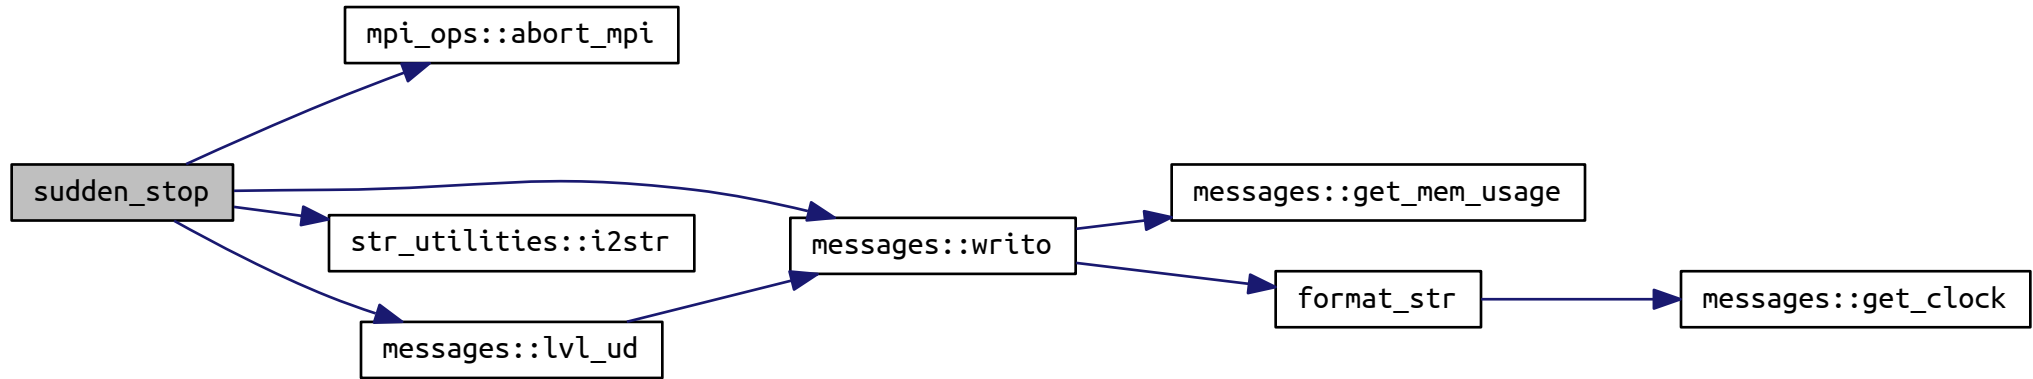 mpi_ops::abort_mpi
sudden_stop
messages::get_mem_usage
str_utilities::i2str
messages::writo
format_str
messages::get_clock
messages::lvl_ud